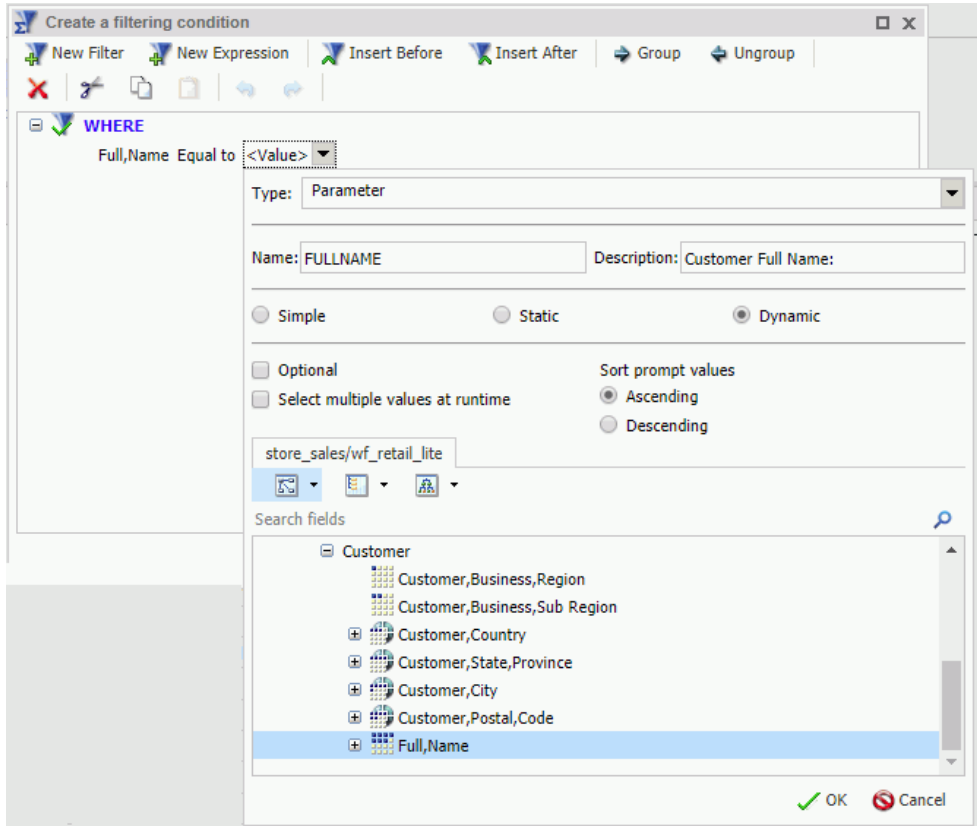 Create a filtering condition
New Filter New Expression Insert Before Insert After Group Ungroup
WHERE
Full,Name Equal to <Value>
Type: Parameter
Name: FULLNAME Description: Customer Full Name:
Simple Static Dynamic
Optional Sort prompt values
Select multiple values at runtime Ascending
Descending
store_sales/wf_retail_lite
Search fields
Customer
Customer,Business,Region
Customer,Business,Sub Region
Customer,Country
Customer,State,Province
Customer,City
Customer,Postal,Code
Full,Name
OK Cancel